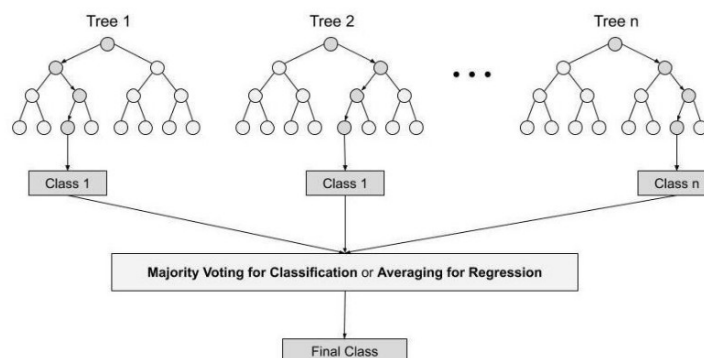 Tree 1
Tree 2
Tree n
Class 1
Class 1
Class n
Majority Voting for Classification or Averaging for Regression
Final Class